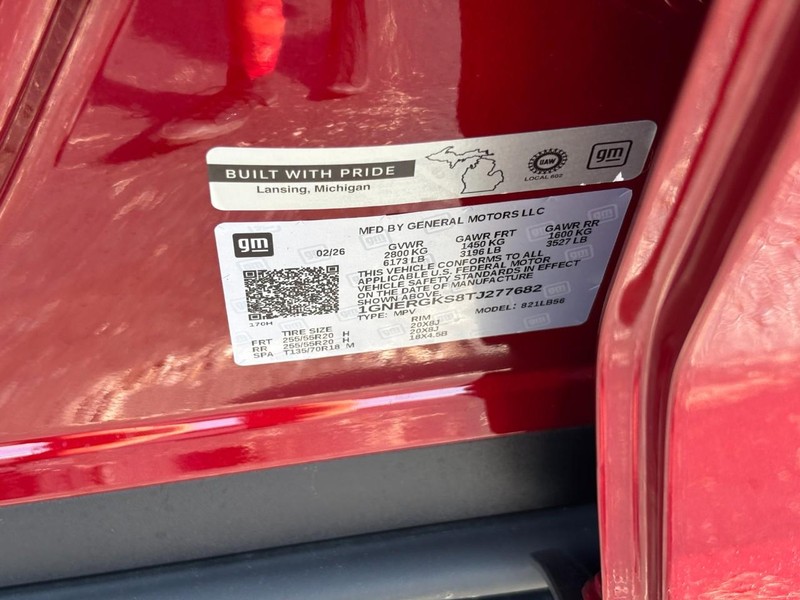 BUILT WITH PRIDE
Lansing, Michigan
UAW
LOCAL 602
gm
MFD BY GENERAL MOTORS LLC
gm
02/26
GVWR GAWR FRT GAWR RR
2800 KG 1450 KG 1600 KG
6173 LB 3196 LB 3527 LB
THIS VEHICLE CONFORMS TO ALL
APPLICABLE U.S. FEDERAL MOTOR
VEHICLE SAFETY STANDARDS IN EFFECT
ON THE DATE OF MANUFACTURE
SHOWN ABOVE.
1GNERGKS8TJ277682
TYPE: MPV MODEL: 821LB56
170H
TIRE SIZE RIM
FRT 255/55R20 H 20X8J
RR 255/55R20 H 20X8J
SPA T135/70R18 M 18X4.5B